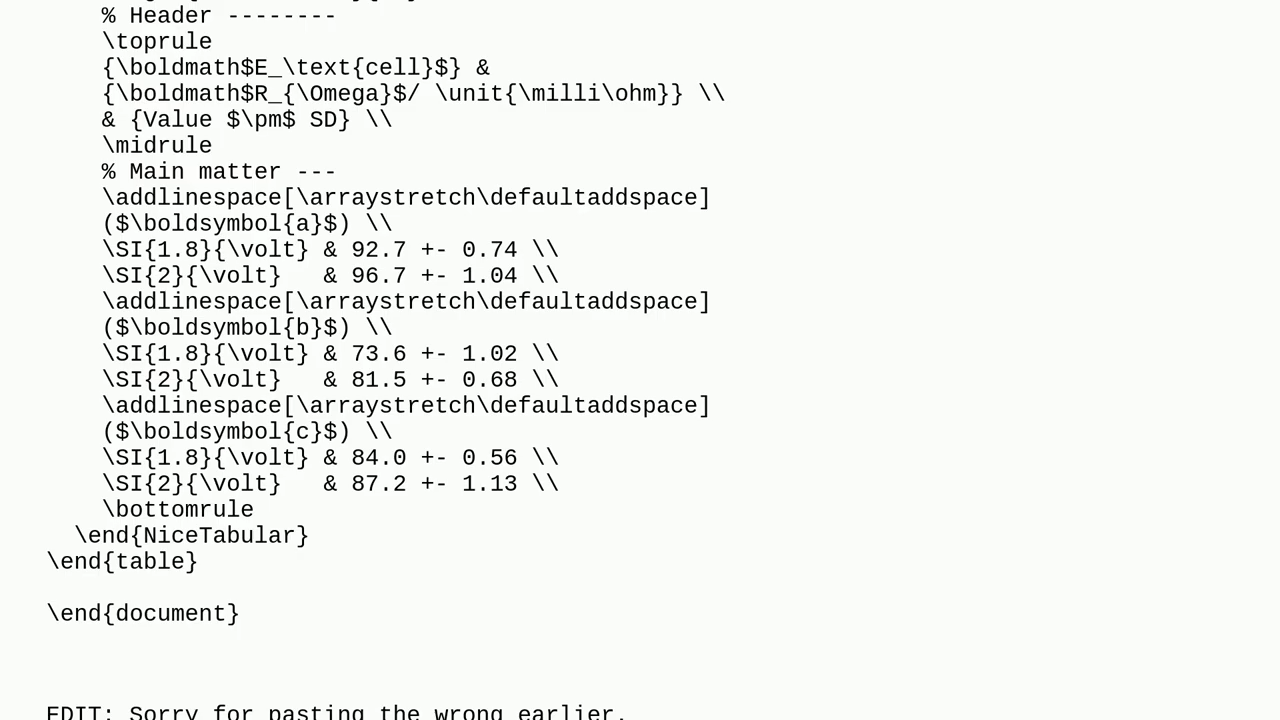 % Header --------
\toprule
{\boldmath$E_\text{cell}$} &
{\boldmath$R_{\Omega}$/ \unit{\milli\ohm}} \\
& {Value $\pm$ SD} \\
\midrule
% Main matter ---
\addlinespace[\arraystretch\defaultaddspace]
($\boldsymbol{a}$) \\
\SI{1.8}{\volt} & 92.7 +- 0.74 \\
\SI{2}{\volt}   & 96.7 +- 1.04 \\
\addlinespace[\arraystretch\defaultaddspace]
($\boldsymbol{b}$) \\
\SI{1.8}{\volt} & 73.6 +- 1.02 \\
\SI{2}{\volt}   & 81.5 +- 0.68 \\
\addlinespace[\arraystretch\defaultaddspace]
($\boldsymbol{c}$) \\
\SI{1.8}{\volt} & 84.0 +- 0.56 \\
\SI{2}{\volt}   & 87.2 +- 1.13 \\
\bottomrule
\end{NiceTabular}
\end{table}
\end{document}
EDIT: Sorry for pasting the wrong earlier.